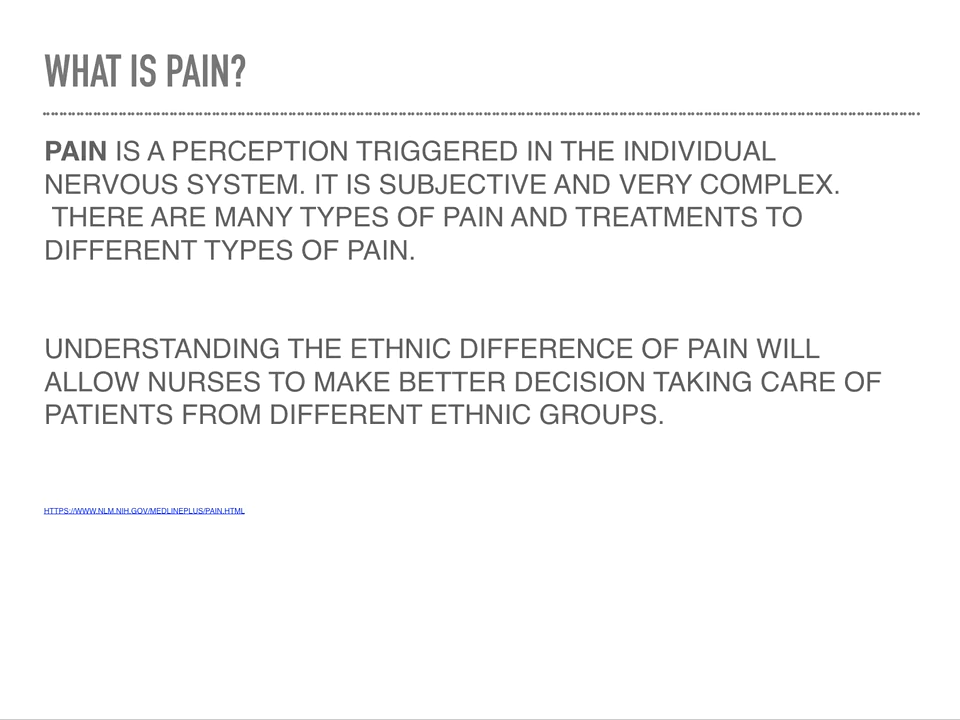 WHAT IS PAIN?
PAIN IS A PERCEPTION TRIGGERED IN THE INDIVIDUAL
NERVOUS SYSTEM. IT IS SUBJECTIVE AND VERY COMPLEX.
THERE ARE MANY TYPES OF PAIN AND TREATMENTS TO
DIFFERENT TYPES OF PAIN.
UNDERSTANDING THE ETHNIC DIFFERENCE OF PAIN WILL
ALLOW NURSES TO MAKE BETTER DECISION TAKING CARE OF
PATIENTS FROM DIFFERENT ETHNIC GROUPS.
HTTPS://WWW.NLM.NIH.GOV/MEDLINEPLUS/PAIN.HTML